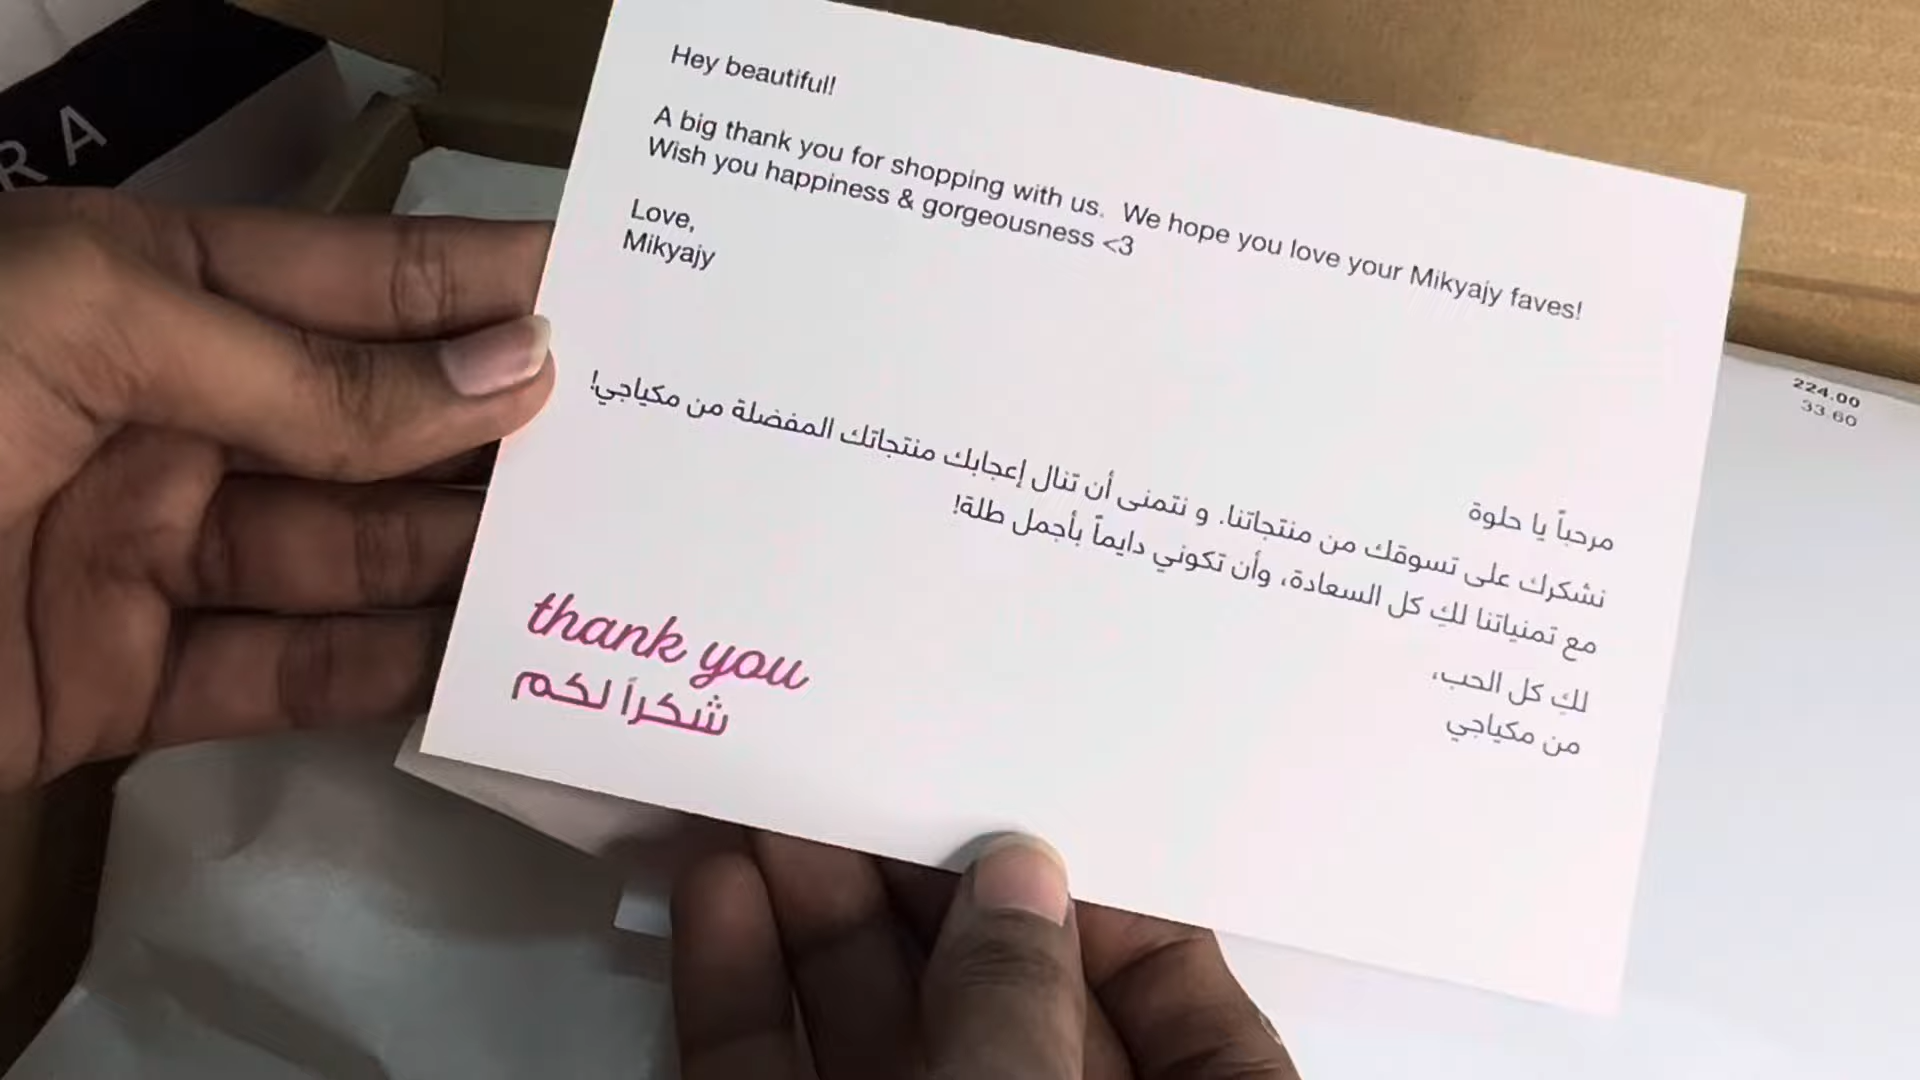 RA
Hey beautiful!
A big thank you for shopping with us. We hope you love your Mikyajy faves!
Wish you happiness & gorgeousness <3
Love,
Mikyajy
224.00
33.60
مرحباً يا حلوة
نشكرك على تسوقك من منتجاتنا. و نتمنى أن تنال إعجابك منتجاتك المفضلة من مكياجي!
مع تمنياتنا لكِ كل السعادة، وأن تكوني دايماً بأجمل طلة!
لكِ كل الحب،
من مكياجي
thank you
شكراً لكم